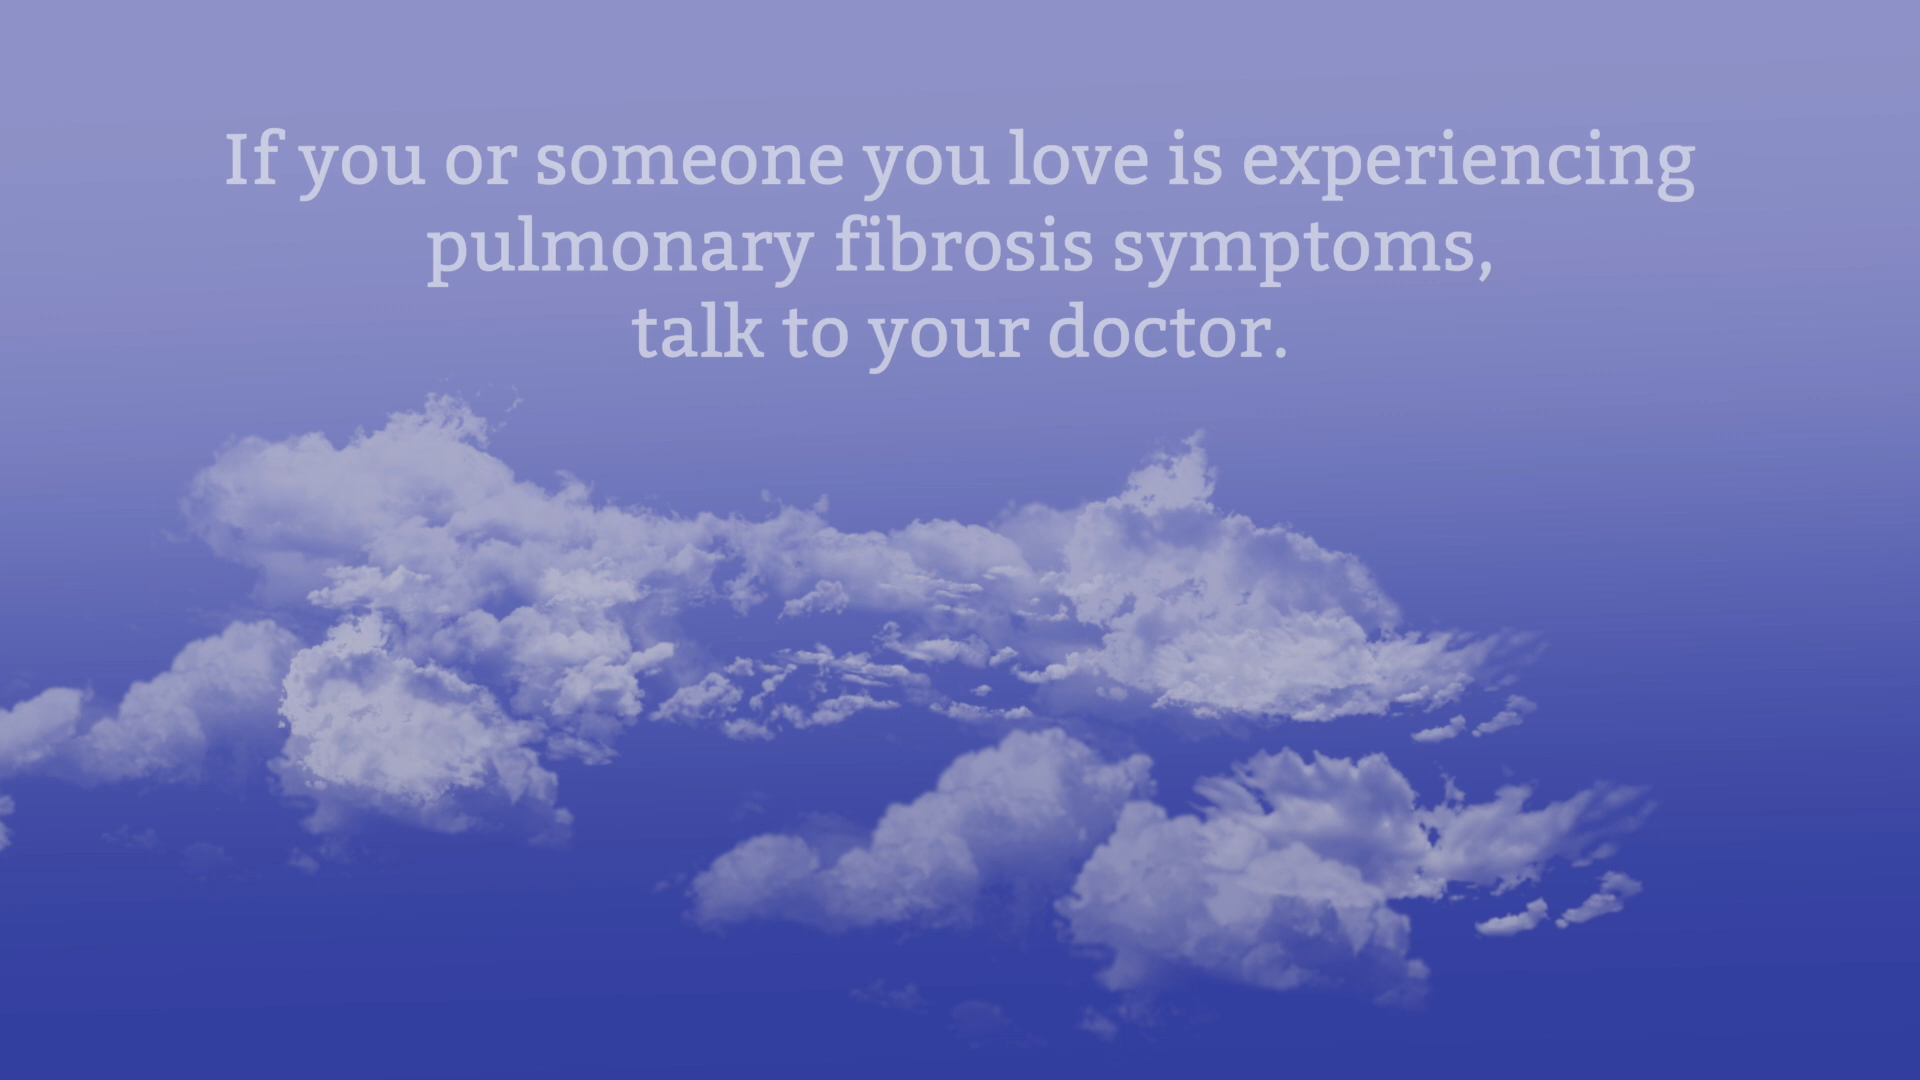 If you or someone you love is experiencing
pulmonary fibrosis symptoms,
talk to your doctor.